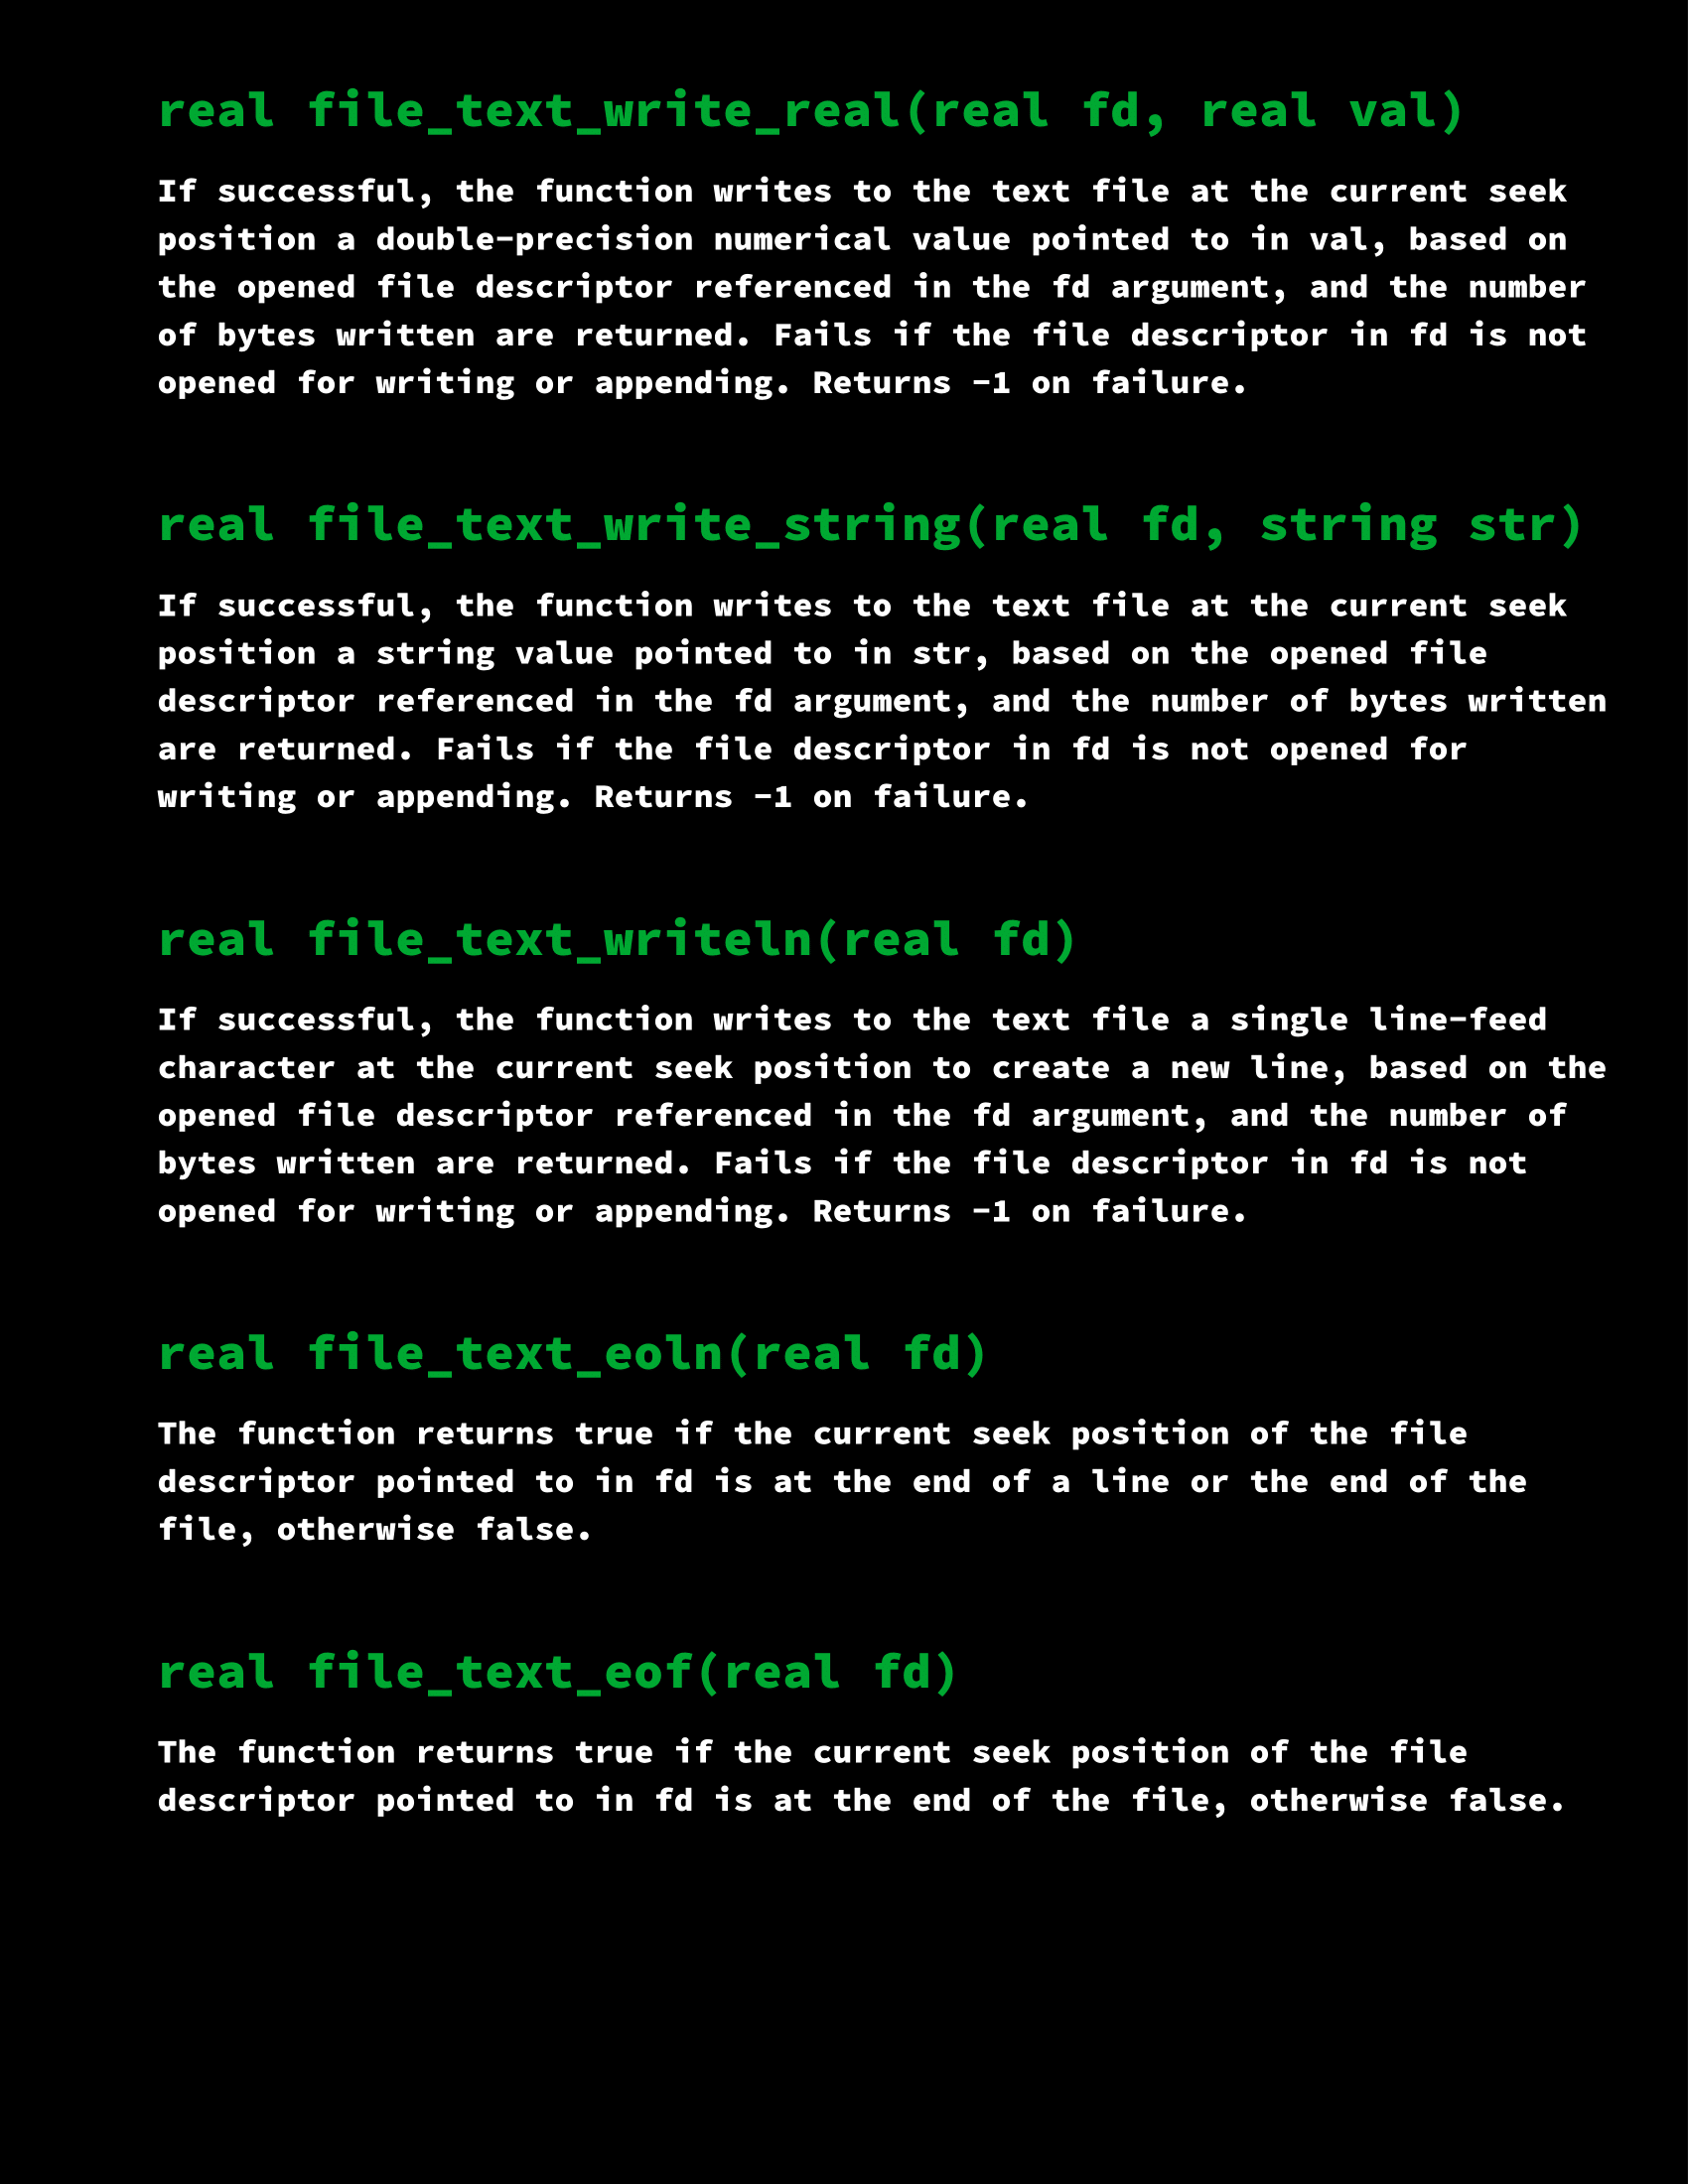 real file_text_write_real(real fd, real val)
If successful, the function writes to the text file at the current seek
position a double-precision numerical value pointed to in val, based on
the opened file descriptor referenced in the fd argument, and the number
of bytes written are returned. Fails if the file descriptor in fd is not
opened for writing or appending. Returns -1 on failure.
real file_text_write_string(real fd, string str)
If successful, the function writes to the text file at the current seek
position a string value pointed to in str, based on the opened file
descriptor referenced in the fd argument, and the number of bytes written
are returned. Fails if the file descriptor in fd is not opened for
writing or appending. Returns -1 on failure.
real file_text_writeln(real fd)
If successful, the function writes to the text file a single line-feed
character at the current seek position to create a new line, based on the
opened file descriptor referenced in the fd argument, and the number of
bytes written are returned. Fails if the file descriptor in fd is not
opened for writing or appending. Returns -1 on failure.
real file_text_eoln(real fd)
The function returns true if the current seek position of the file
descriptor pointed to in fd is at the end of a line or the end of the
file, otherwise false.
real file_text_eof(real fd)
The function returns true if the current seek position of the file
descriptor pointed to in fd is at the end of the file, otherwise false.